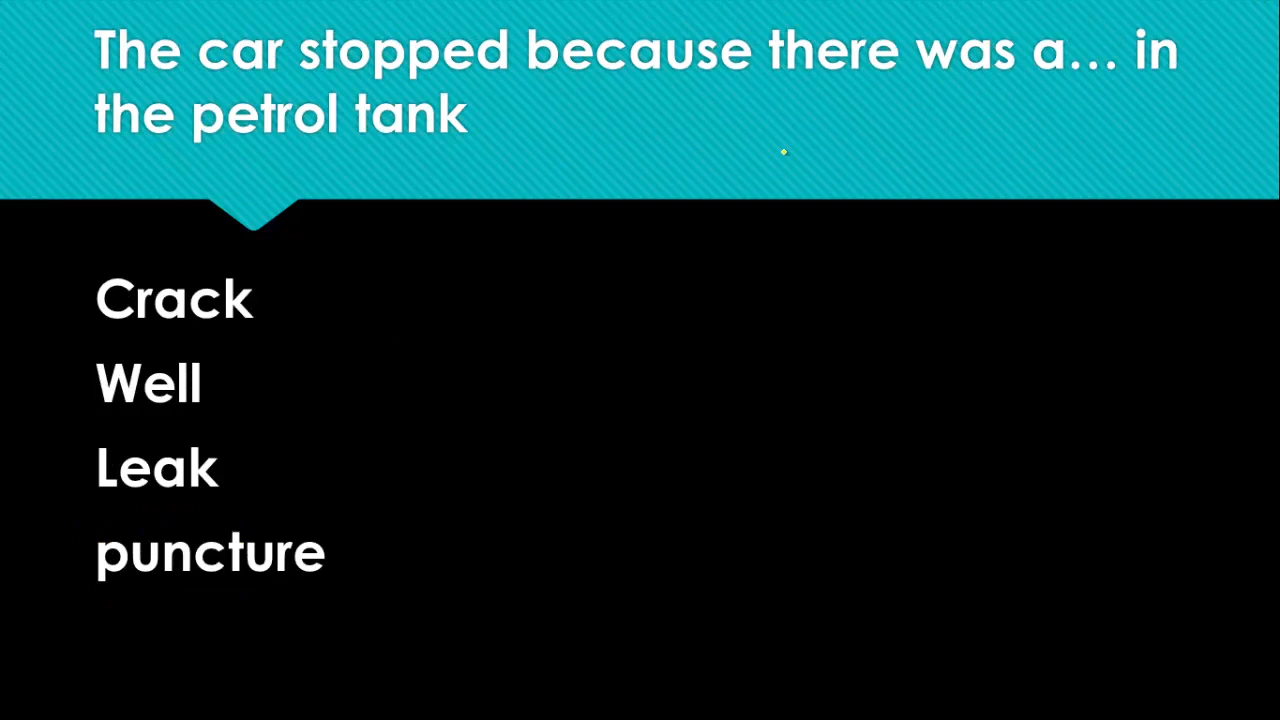 The car stopped because there was a… in
the petrol tank
Crack
Well
Leak
puncture